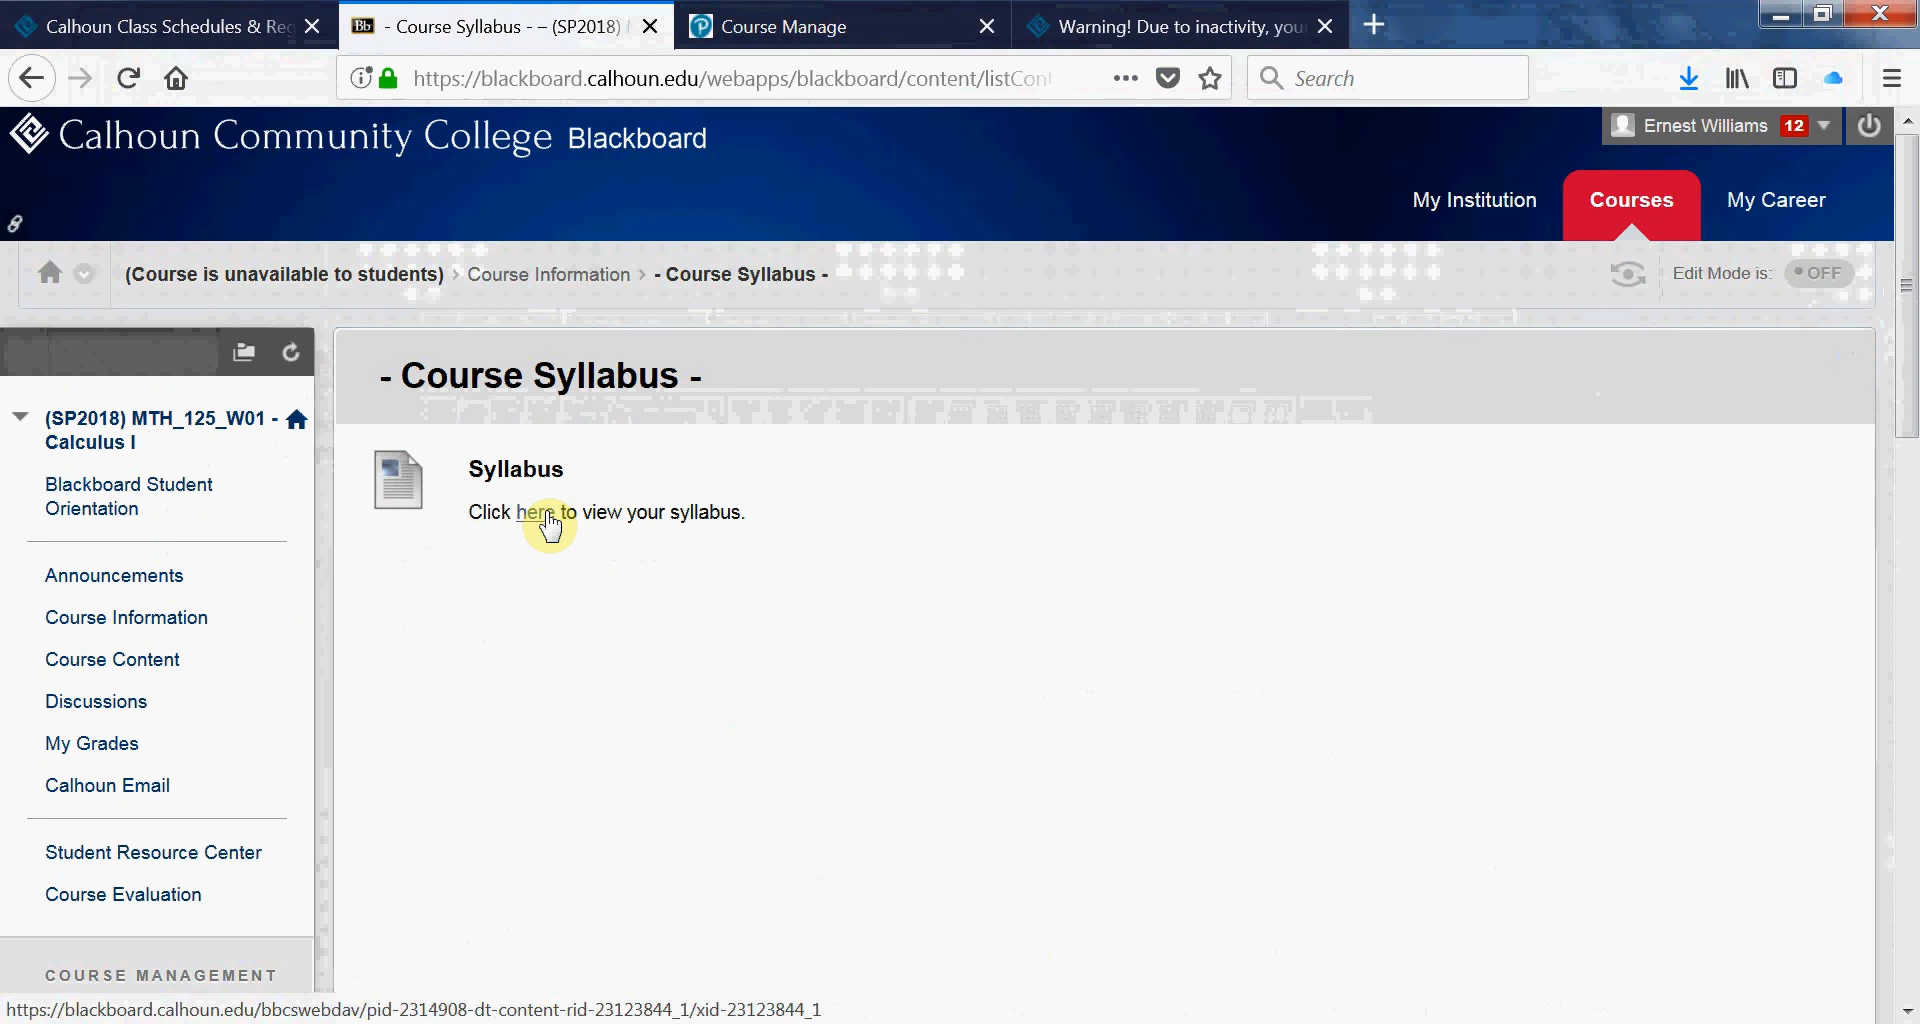 Calhoun Class Schedules & Reg
Bb - Course Syllabus - – (SP2018)
Course Manage
Warning! Due to inactivity, you
https://blackboard.calhoun.edu/webapps/blackboard/content/listCont
Search
Calhoun Community College Blackboard
Ernest Williams 12
My Institution
Courses
My Career
(Course is unavailable to students) > Course Information > - Course Syllabus -
Edit Mode is: OFF
- Course Syllabus -
(SP2018) MTH_125_W01 -
Calculus I
Blackboard Student
Orientation
Announcements
Course Information
Course Content
Discussions
My Grades
Calhoun Email
Student Resource Center
Course Evaluation
COURSE MANAGEMENT
Syllabus
Click here to view your syllabus.
https://blackboard.calhoun.edu/bbcswebdav/pid-2314908-dt-content-rid-23123844_1/xid-23123844_1